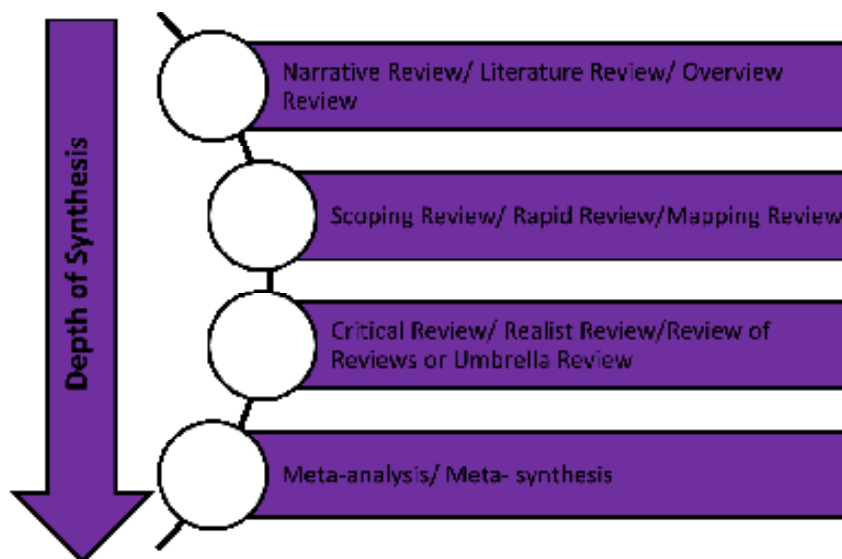 Depth of Synthesis
Narrative Review/ Literature Review/ Overview
Review
Scoping Review/ Rapid Review/Mapping Review
Critical Review/ Realist Review/Review of
Reviews or Umbrella Review
Meta-analysis/ Meta- synthesis